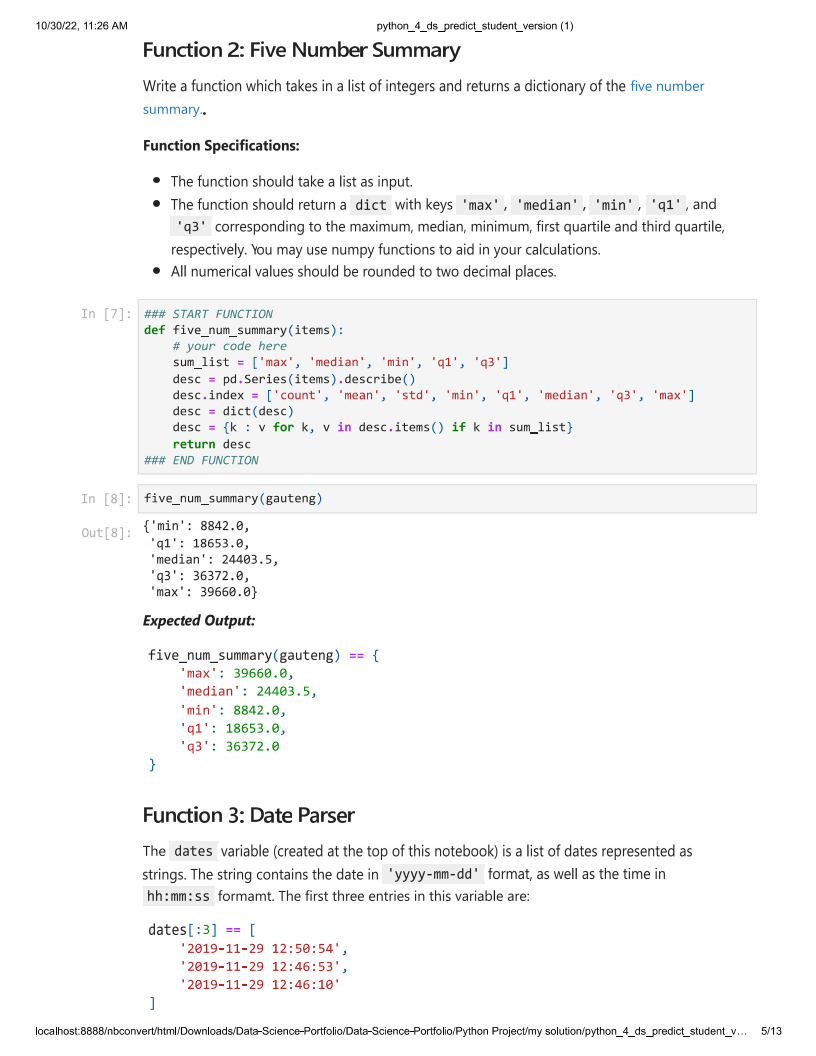 10/30/22, 11:26 AM python_4_ds_predict_student_version (1)
Function 2: Five Number Summary
Write a function which takes in a list of integers and returns a dictionary of the five number
summary..
Function Specifications:
• The function should take a list as input.
• The function should return a dict with keys 'max', 'median', 'min', 'q1', and
'q3' corresponding to the maximum, median, minimum, first quartile and third quartile,
respectively. You may use numpy functions to aid in your calculations.
• All numerical values should be rounded to two decimal places.
In [7]: ### START FUNCTION
def five_num_summary(items):
    # your code here
    sum_list = ['max', 'median', 'min', 'q1', 'q3']
    desc = pd.Series(items).describe()
    desc.index = ['count', 'mean', 'std', 'min', 'q1', 'median', 'q3', 'max']
    desc = dict(desc)
    desc = {k : v for k, v in desc.items() if k in sum_list}
    return desc
### END FUNCTION
In [8]: five_num_summary(gauteng)
Out[8]: {'min': 8842.0,
 'q1': 18653.0,
 'median': 24403.5,
 'q3': 36372.0,
 'max': 39660.0}
Expected Output:
five_num_summary(gauteng) == {
    'max': 39660.0,
    'median': 24403.5,
    'min': 8842.0,
    'q1': 18653.0,
    'q3': 36372.0
}
Function 3: Date Parser
The dates variable (created at the top of this notebook) is a list of dates represented as
strings. The string contains the date in 'yyyy-mm-dd' format, as well as the time in
hh:mm:ss formamt. The first three entries in this variable are:
dates[:3] == [
    '2019-11-29 12:50:54',
    '2019-11-29 12:46:53',
    '2019-11-29 12:46:10'
]
localhost:8888/nbconvert/html/Downloads/Data-Science-Portfolio/Data-Science-Portfolio/Python Project/my solution/python_4_ds_predict_student_v… 5/13